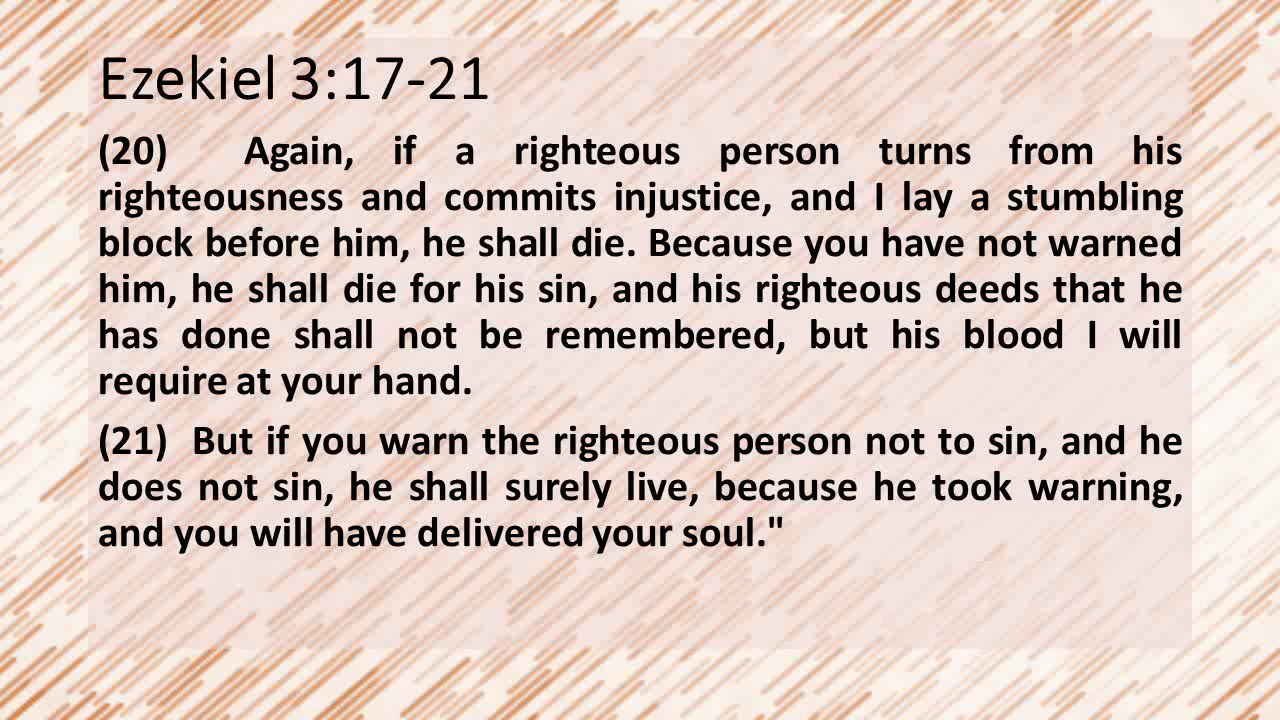 Ezekiel 3:17-21
(20) Again, if a righteous person turns from his
righteousness and commits injustice, and I lay a stumbling
block before him, he shall die. Because you have not warned
him, he shall die for his sin, and his righteous deeds that he
has done shall not be remembered, but his blood I will
require at your hand.
(21) But if you warn the righteous person not to sin, and he
does not sin, he shall surely live, because he took warning,
and you will have delivered your soul."